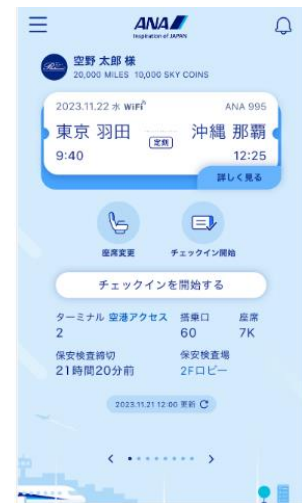 ANA
Inspiration of JAPAN
空野 太郎 様
20,000 MILES 10,000 SKY COINS
2023.11.22 水 WiFi
ANA 995
東京 羽田 定刻 沖縄 那覇
9:40 12:25
詳しく見る
座席変更 チェックイン開始
チェックインを開始する
ターミナル 空港アクセス 搭乗口 座席
2 60 7K
保安検査締切 保安検査場
21時間20分前 2Fロビー
2023.11.21 12:00 更新